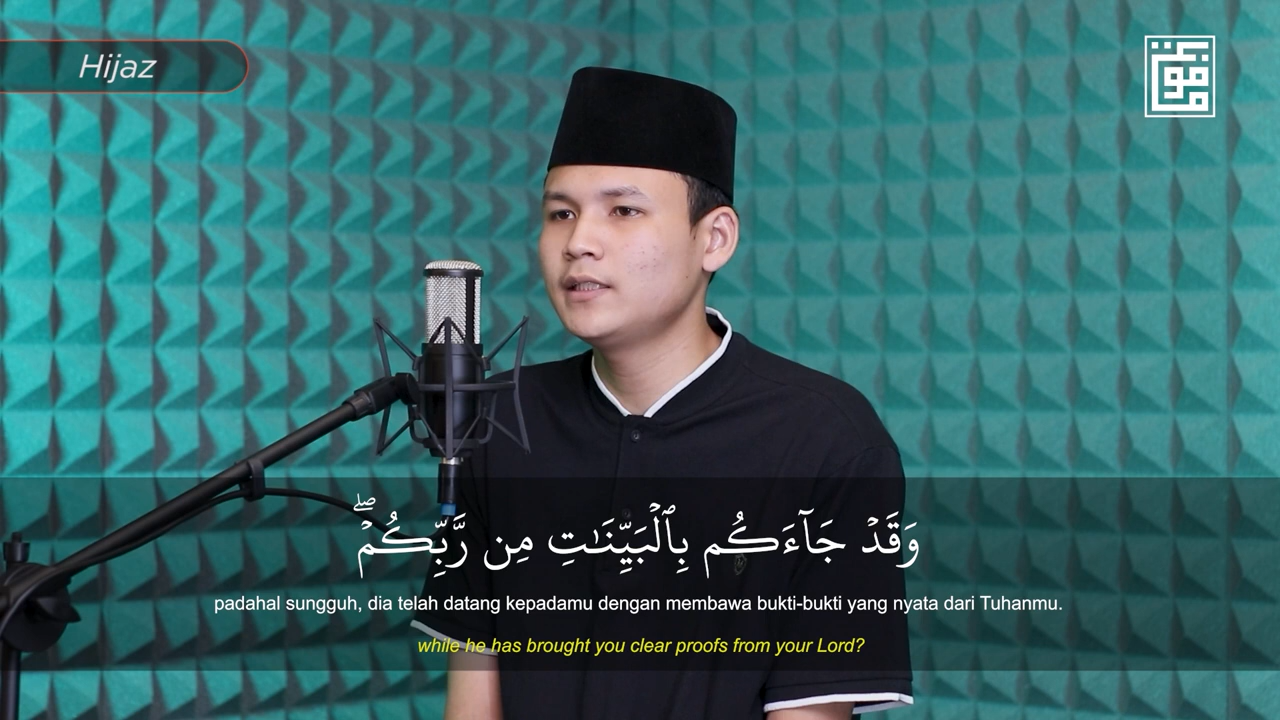 Hijaz
وَقَدْ جَآءَكُم بِٱلْبَيِّنَـٰتِ مِن رَّبِّكُمْ ۖ
padahal sungguh, dia telah datang kepadamu dengan membawa bukti-bukti yang nyata dari Tuhanmu.
while he has brought you clear proofs from your Lord?